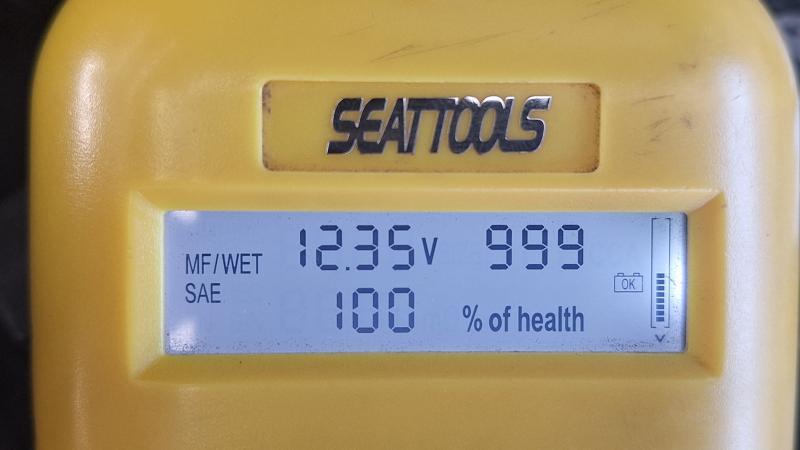 SEATTOOLS
MF/WET 12.35V 999
SAE 100 % of health
OK